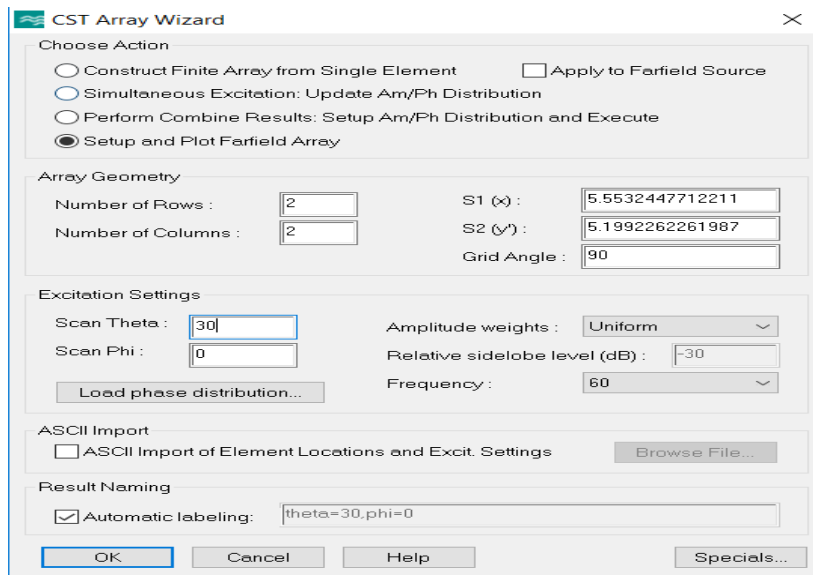 CST Array Wizard
Choose Action
Construct Finite Array from Single Element
Apply to Farfield Source
Simultaneous Excitation: Update Am/Ph Distribution
Perform Combine Results: Setup Am/Ph Distribution and Execute
Setup and Plot Farfield Array
Array Geometry
Number of Rows : 2
S1 (x) : 5.5532447712211
Number of Columns : 2
S2 (y') : 5.1992262261987
Grid Angle : 90
Excitation Settings
Scan Theta : 30
Amplitude weights : Uniform
Scan Phi : 0
Relative sidelobe level (dB) : -30
Load phase distribution...
Frequency : 60
ASCII Import
ASCII Import of Element Locations and Excit. Settings
Browse File...
Result Naming
Automatic labeling: theta=30,phi=0
OK
Cancel
Help
Specials...